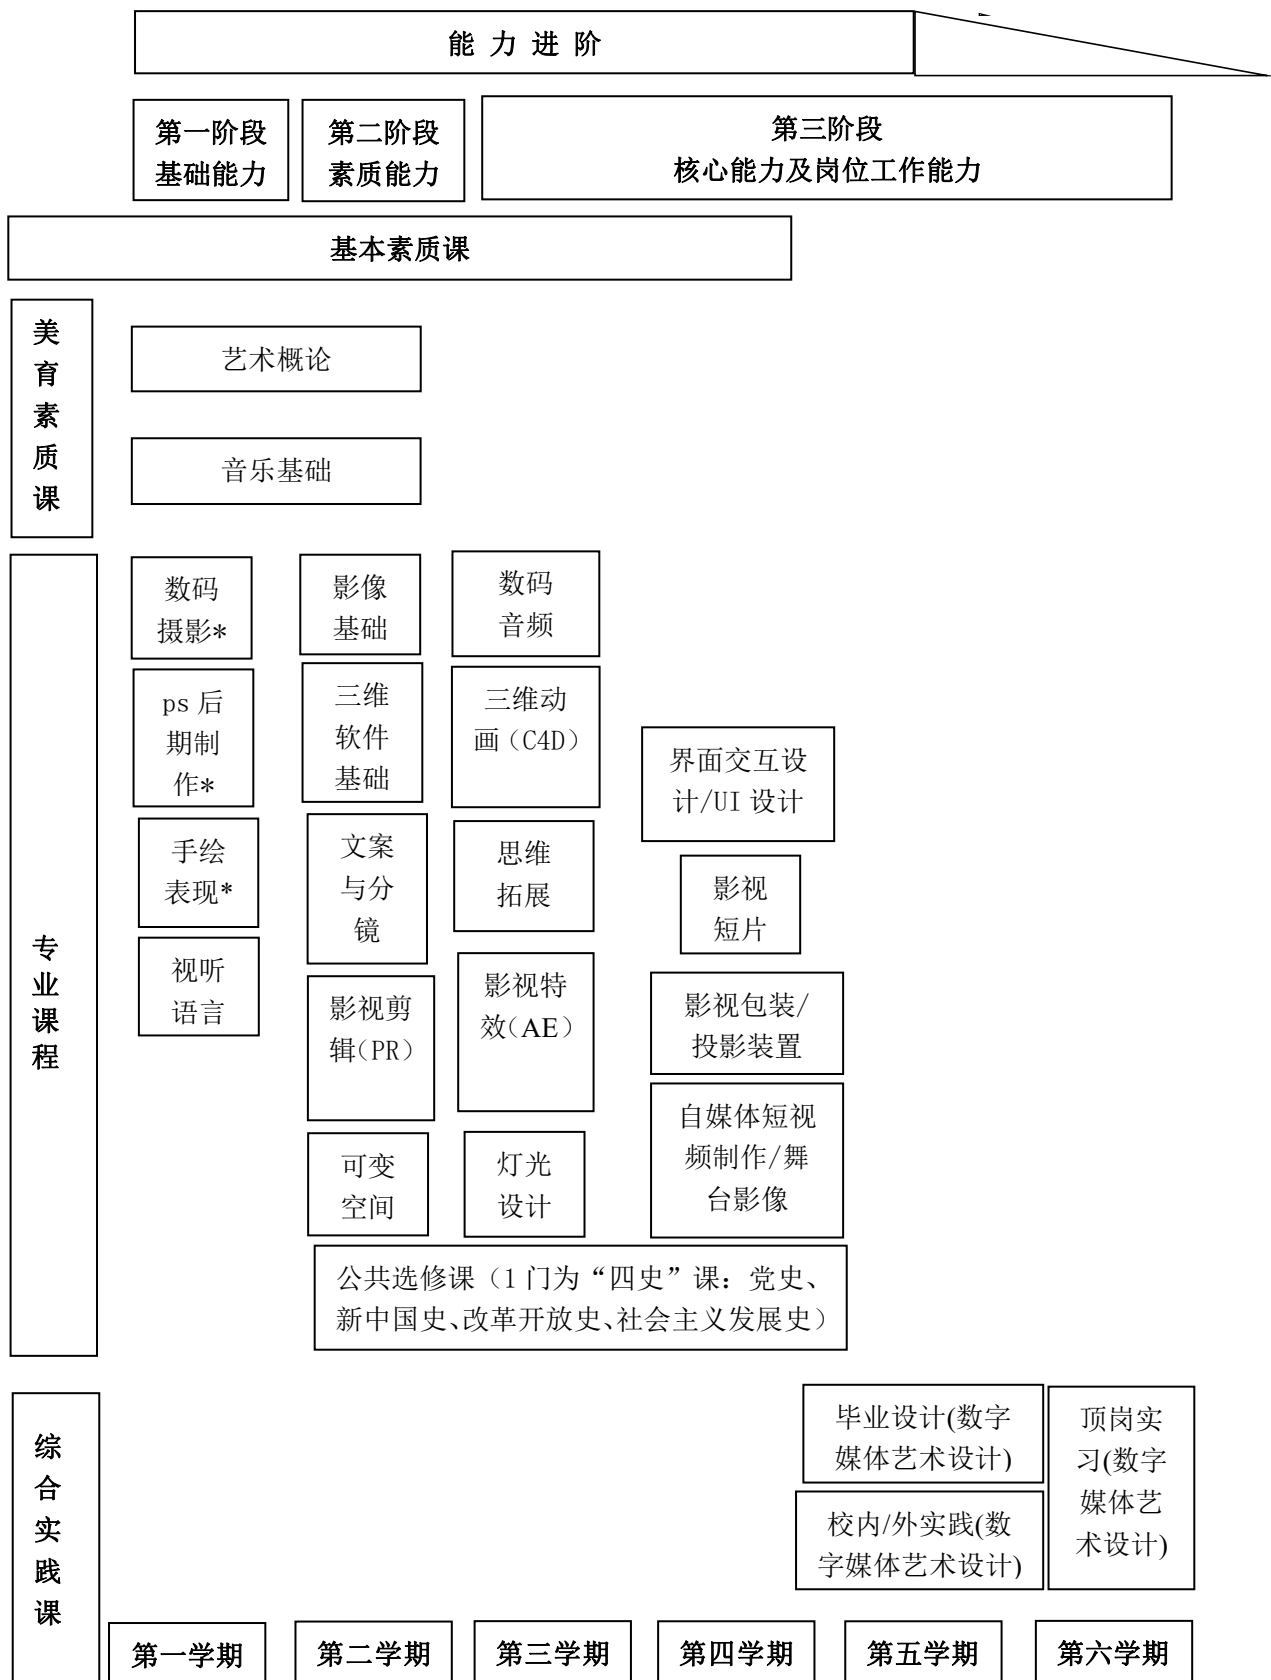 能 力 进 阶
第一阶段
基础能力
第二阶段
素质能力
第三阶段
核心能力及岗位工作能力
基本素质课
美
育
素
质
课
艺术概论
音乐基础
专
业
课
程
数码
摄影*
ps 后
期制
作*
手绘
表现*
视听
语言
影像
基础
三维
软件
基础
文案
与分
镜
影视剪
辑(PR）
可变
空间
数码
音频
三维动
画（C4D）
思维
拓展
影视特
效（AE）
灯光
设计
界面交互设
计/UI 设计
影视
短片
影视包装/
投影装置
自媒体短视
频制作/舞
台影像
公共选修课（1 门为“四史”课：党史、
新中国史、改革开放史、社会主义发展史）
综
合
实
践
课
毕业设计(数字
媒体艺术设计)
校内/外实践(数
字媒体艺术设计)
顶岗实
习(数字
媒体艺
术设计)
第一学期
第二学期
第三学期
第四学期
第五学期
第六学期